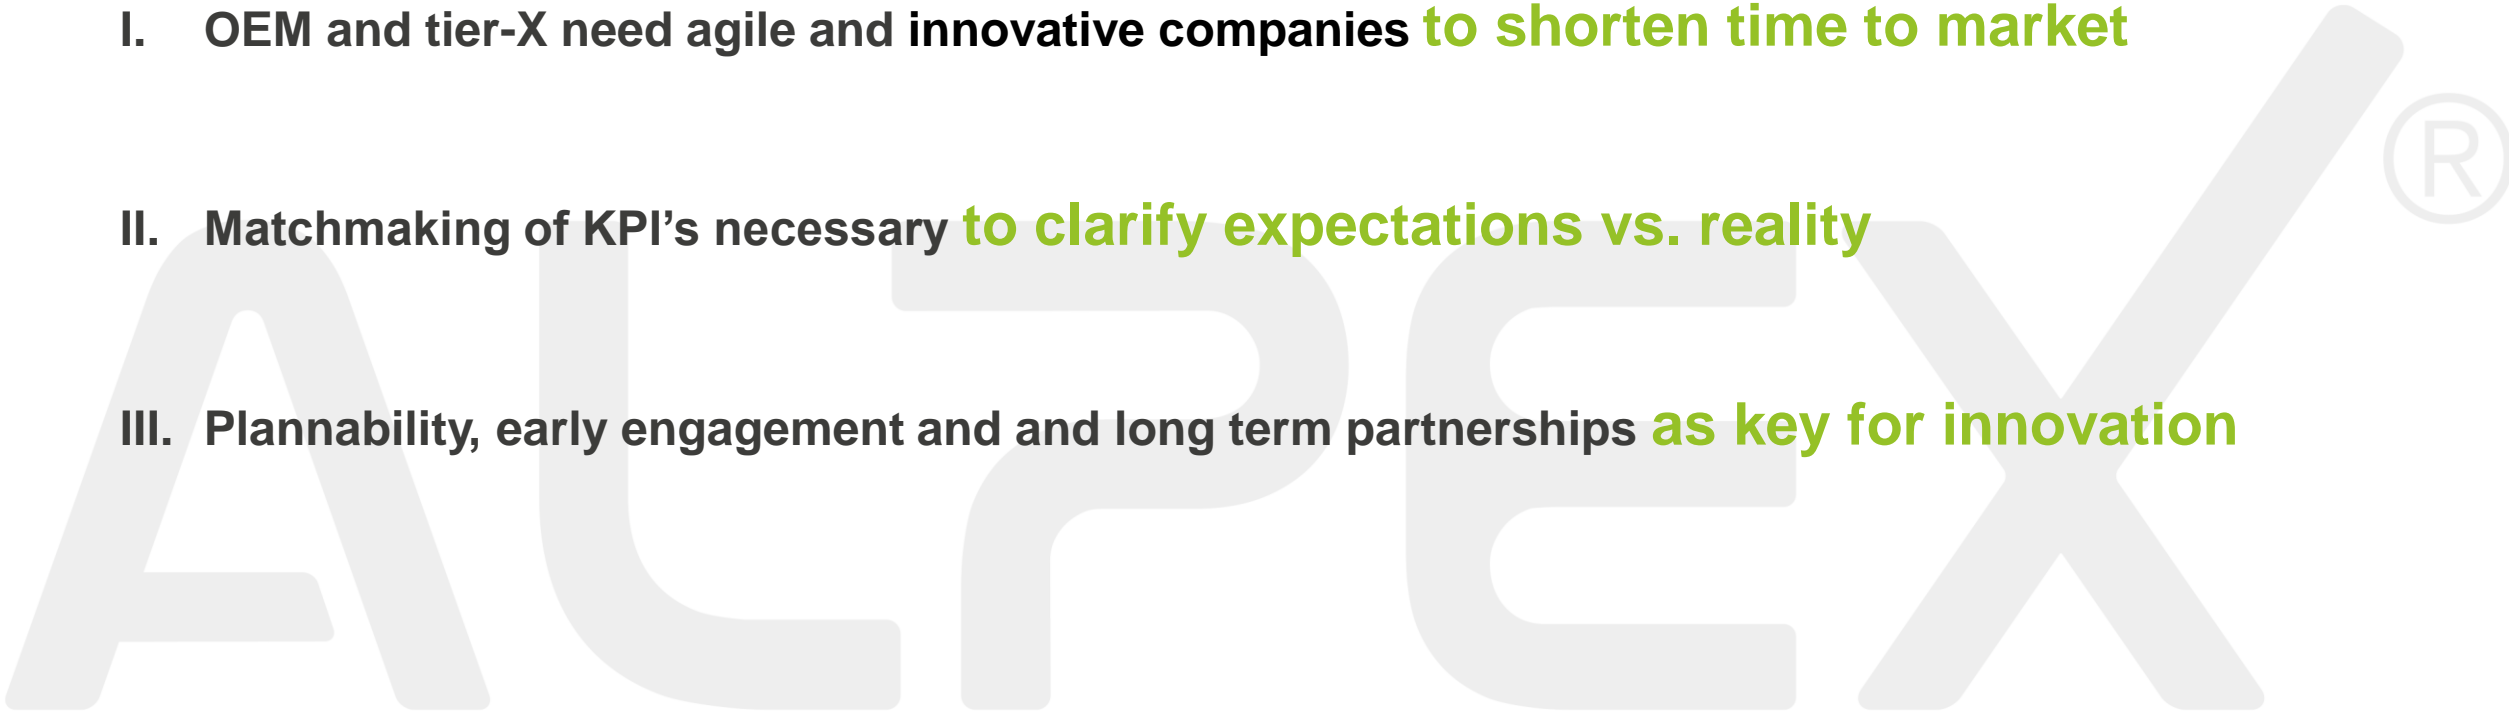 I. OEM and tier-X need agile and innovative companies to shorten time to market
II. Matchmaking of KPI’s necessary to clarify expectations vs. reality
III. Plannability, early engagement and and long term partnerships as key for innovation
ALPEX®